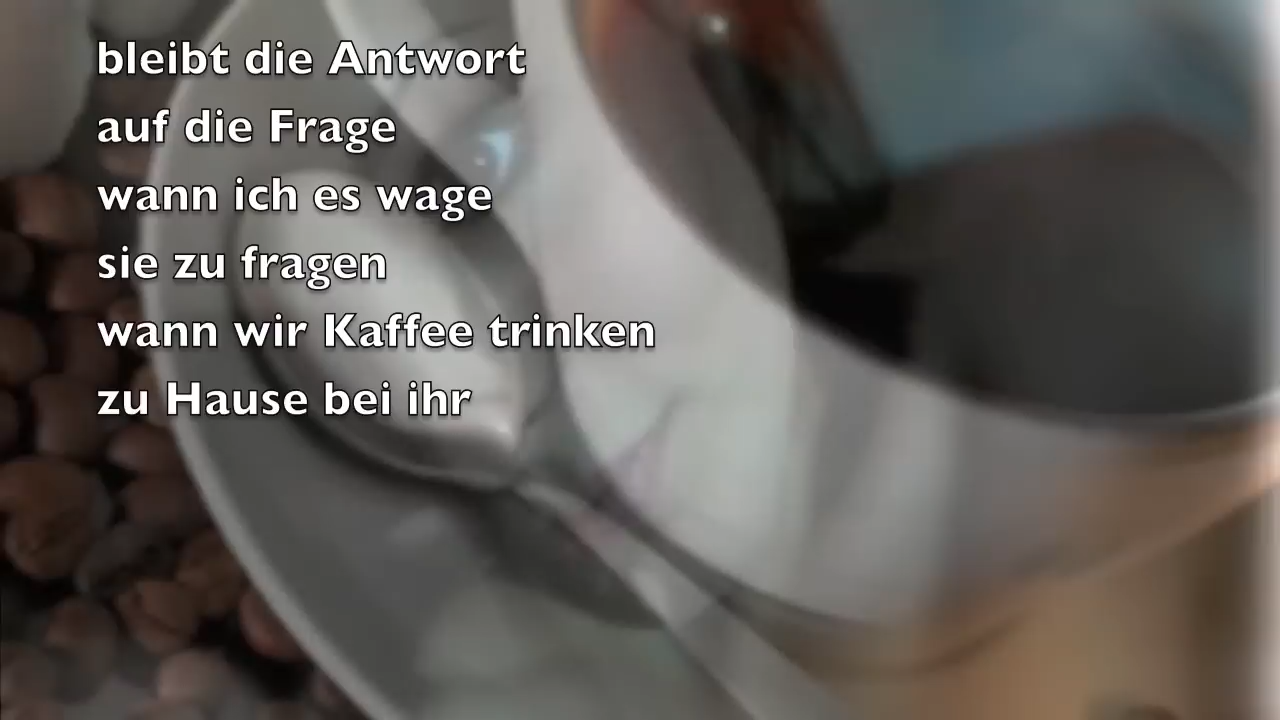 bleibt die Antwort
auf die Frage
wann ich es wage
sie zu fragen
wann wir Kaffee trinken
zu Hause bei ihr